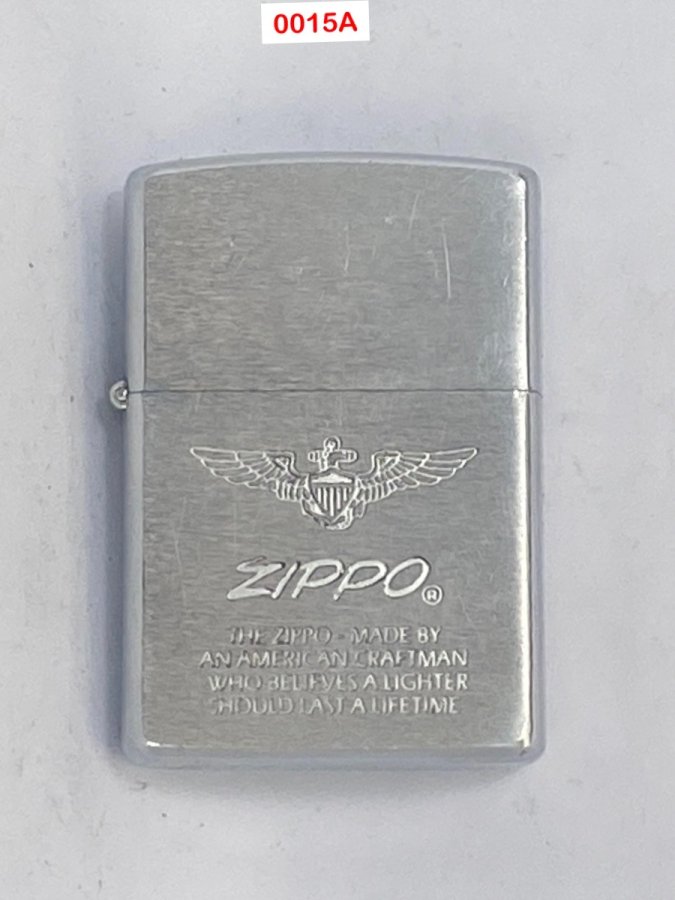 0015A
ZIPPO®
THE ZIPPO - MADE BY
AN AMERICAN CRAFTMAN
WHO BELIEVES A LIGHTER
SHOULD LAST A LIFETIME